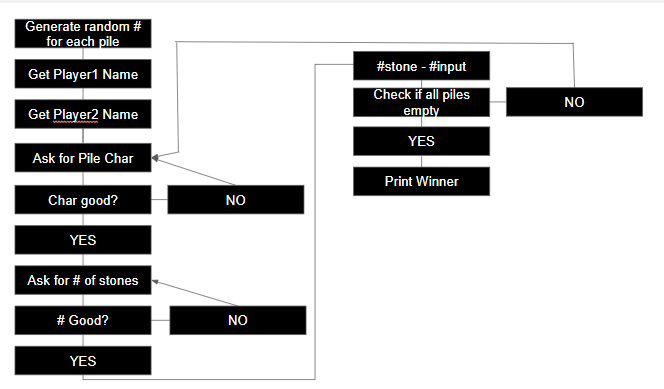 Generate random #
for each pile
Get Player1 Name
Get Player2 Name
Ask for Pile Char
Char good?
NO
YES
Ask for # of stones
# Good?
NO
YES
#stone - #input
Check if all piles
empty
NO
YES
Print Winner